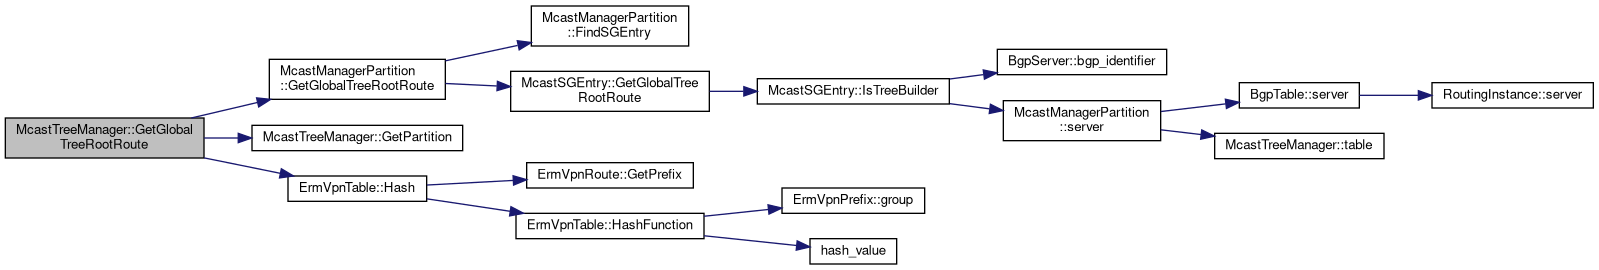 McastManagerPartition
::FindSGEntry
McastManagerPartition
::GetGlobalTreeRootRoute
McastSGEntry::GetGlobalTree
RootRoute
McastSGEntry::IsTreeBuilder
BgpServer::bgp_identifier
McastManagerPartition
::server
BgpTable::server
RoutingInstance::server
McastTreeManager::table
McastTreeManager::GetGlobal
TreeRootRoute
McastTreeManager::GetPartition
ErmVpnTable::Hash
ErmVpnRoute::GetPrefix
ErmVpnTable::HashFunction
ErmVpnPrefix::group
hash_value